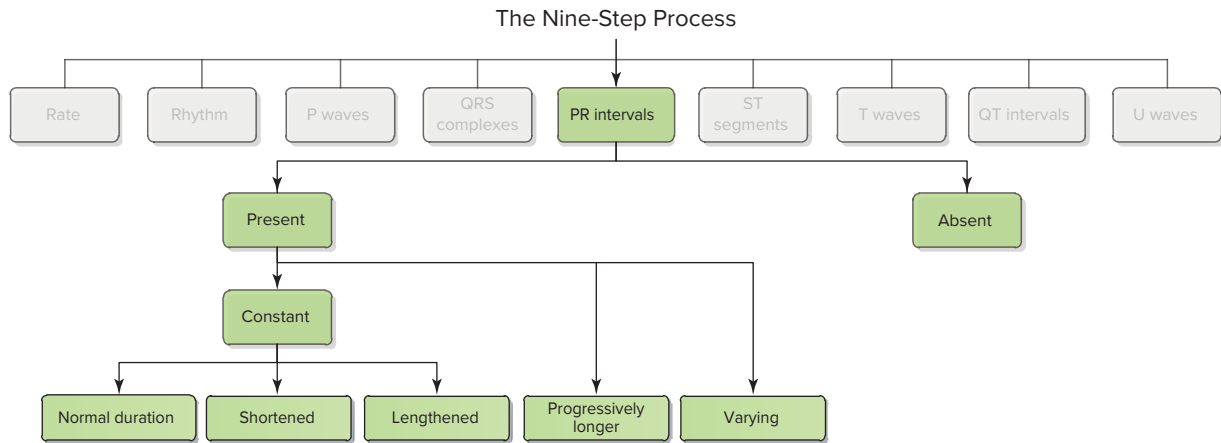 The Nine-Step Process
Rate
Rhythm
P waves
QRS
complexes
PR intervals
ST
segments
T waves
QT intervals
U waves
Present
Absent
Constant
Normal duration
Shortened
Lengthened
Progressively
longer
Varying